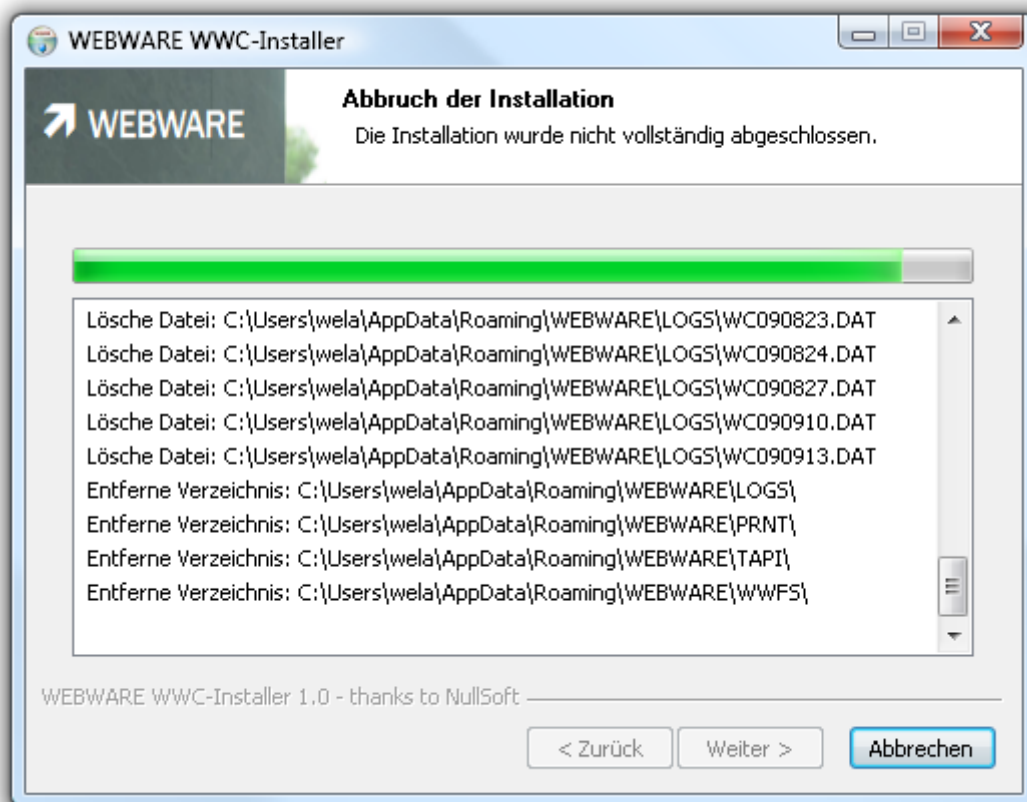 WEBWARE WWC-Installer
WEBWARE
Abbruch der Installation
Die Installation wurde nicht vollständig abgeschlossen.
Lösche Datei: C:\Users\wela\AppData\Roaming\WEBWARE\LOGS\WC090823.DAT
Lösche Datei: C:\Users\wela\AppData\Roaming\WEBWARE\LOGS\WC090824.DAT
Lösche Datei: C:\Users\wela\AppData\Roaming\WEBWARE\LOGS\WC090827.DAT
Lösche Datei: C:\Users\wela\AppData\Roaming\WEBWARE\LOGS\WC090910.DAT
Lösche Datei: C:\Users\wela\AppData\Roaming\WEBWARE\LOGS\WC090913.DAT
Entferne Verzeichnis: C:\Users\wela\AppData\Roaming\WEBWARE\LOGS\
Entferne Verzeichnis: C:\Users\wela\AppData\Roaming\WEBWARE\PRNT\
Entferne Verzeichnis: C:\Users\wela\AppData\Roaming\WEBWARE\TAPI\
Entferne Verzeichnis: C:\Users\wela\AppData\Roaming\WEBWARE\WWFS\
WEBWARE WWC-Installer 1.0 - thanks to NullSoft
< Zurück
Weiter >
Abbrechen